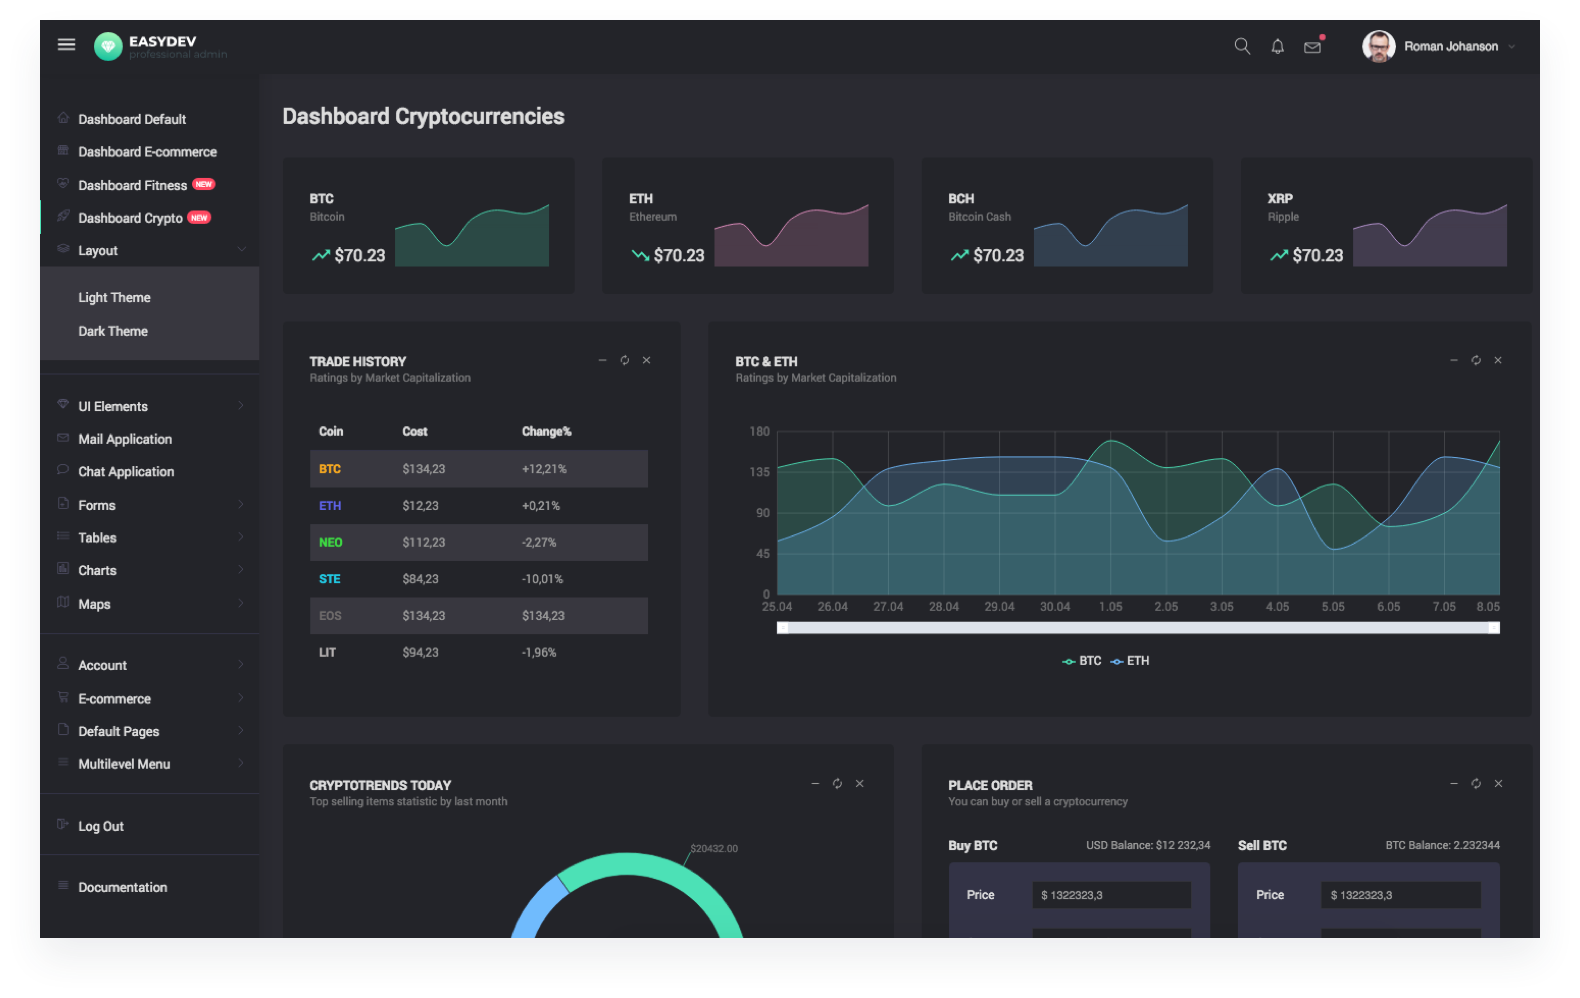 EASYDEV
professional admin
Roman Johanson
Dashboard Default
Dashboard E-commerce
Dashboard Fitness NEW
Dashboard Crypto NEW
Layout
Light Theme
Dark Theme
UI Elements
Mail Application
Chat Application
Forms
Tables
Charts
Maps
Account
E-commerce
Default Pages
Multilevel Menu
Log Out
Documentation
Dashboard Cryptocurrencies
BTC
Bitcoin
$70.23
ETH
Ethereum
$70.23
BCH
Bitcoin Cash
$70.23
XRP
Ripple
$70.23
TRADE HISTORY
Ratings by Market Capitalization
Coin Cost Change%
BTC $134,23 +12,21%
ETH $12,23 +0,21%
NEO $112,23 -2,27%
STE $84,23 -10,01%
EOS $134,23 $134,23
LIT $94,23 -1,96%
BTC & ETH
Ratings by Market Capitalization
180
135
90
45
0
25.04 26.04 27.04 28.04 29.04 30.04 1.05 2.05 3.05 4.05 5.05 6.05 7.05 8.05
BTC ETH
CRYPTOTRENDS TODAY
Top selling items statistic by last month
$20432.00
PLACE ORDER
You can buy or sell a cryptocurrency
Buy BTC USD Balance: $12 232,34
Price $ 1322323,3
Sell BTC BTC Balance: 2.232344
Price $ 1322323,3